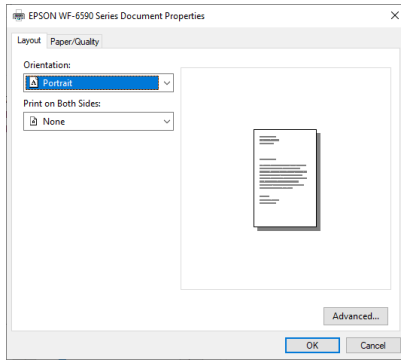 EPSON WF-6590 Series Document Properties
Layout
Paper/Quality
Orientation:
Portrait
Print on Both Sides:
None
Advanced...
OK
Cancel